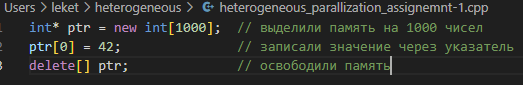 Users > leket > heterogeneous > heterogeneous_parallization_assignemnt-1.cpp
int* ptr = new int[1000];  // выделили память на 1000 чисел
ptr[0] = 42;               // записали значение через указатель
3 delete[] ptr;              // освободили память